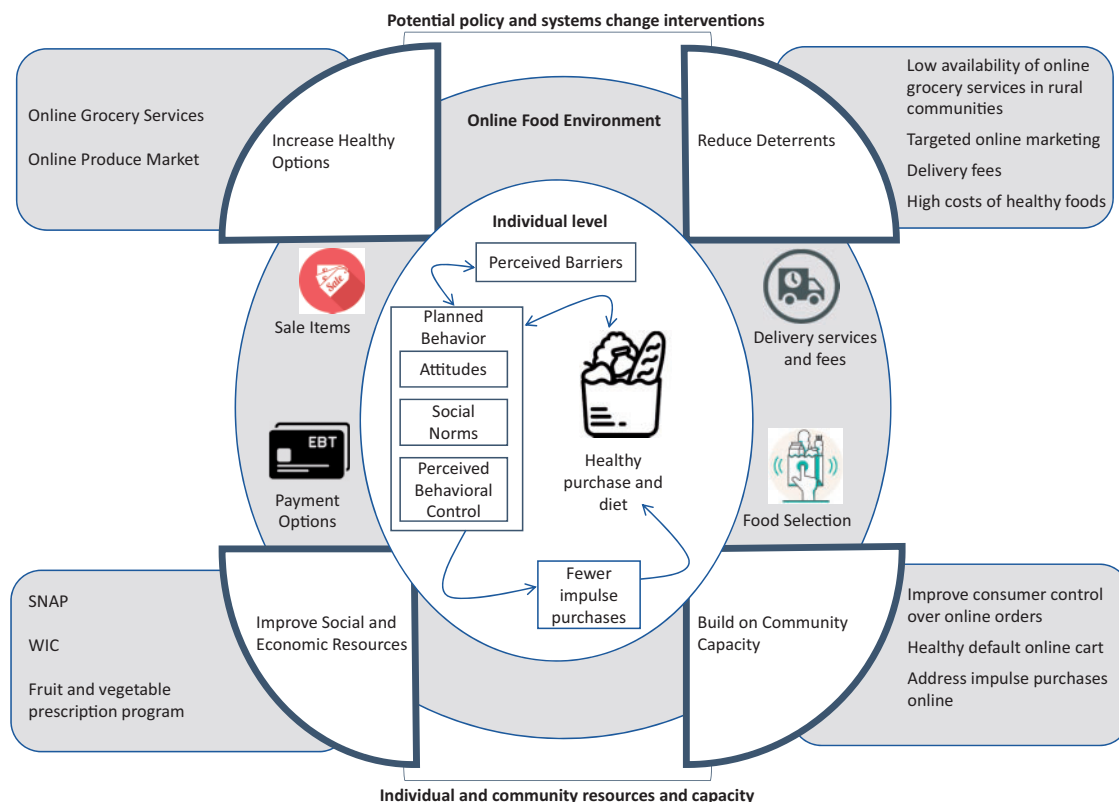 Potential policy and systems change interventions
Online Grocery Services
Online Produce Market
Increase Healthy
Options
Online Food Environment
Reduce Deterrents
Low availability of online
grocery services in rural
communities
Targeted online marketing
Delivery fees
High costs of healthy foods
Individual level
Perceived Barriers
Sale
Sale Items
Planned
Behavior
Attitudes
Social
Norms
Perceived
Behavioral
Control
Delivery services
and fees
EBT
Payment
Options
Healthy
purchase and
diet
Food Selection
Fewer
impulse
purchases
SNAP
WIC
Fruit and vegetable
prescription program
Improve Social and
Economic Resources
Build on Community
Capacity
Improve consumer control
over online orders
Healthy default online cart
Address impulse purchases
online
Individual and community resources and capacity